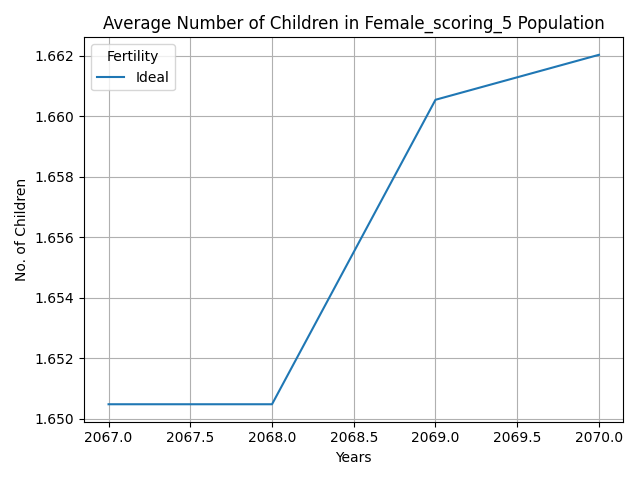 Average Number of Children in Female_scoring_5 Population
Fertility
Ideal
No. of Children
1.662
1.660
1.658
1.656
1.654
1.652
1.650
2067.0 2067.5 2068.0 2068.5 2069.0 2069.5 2070.0
Years